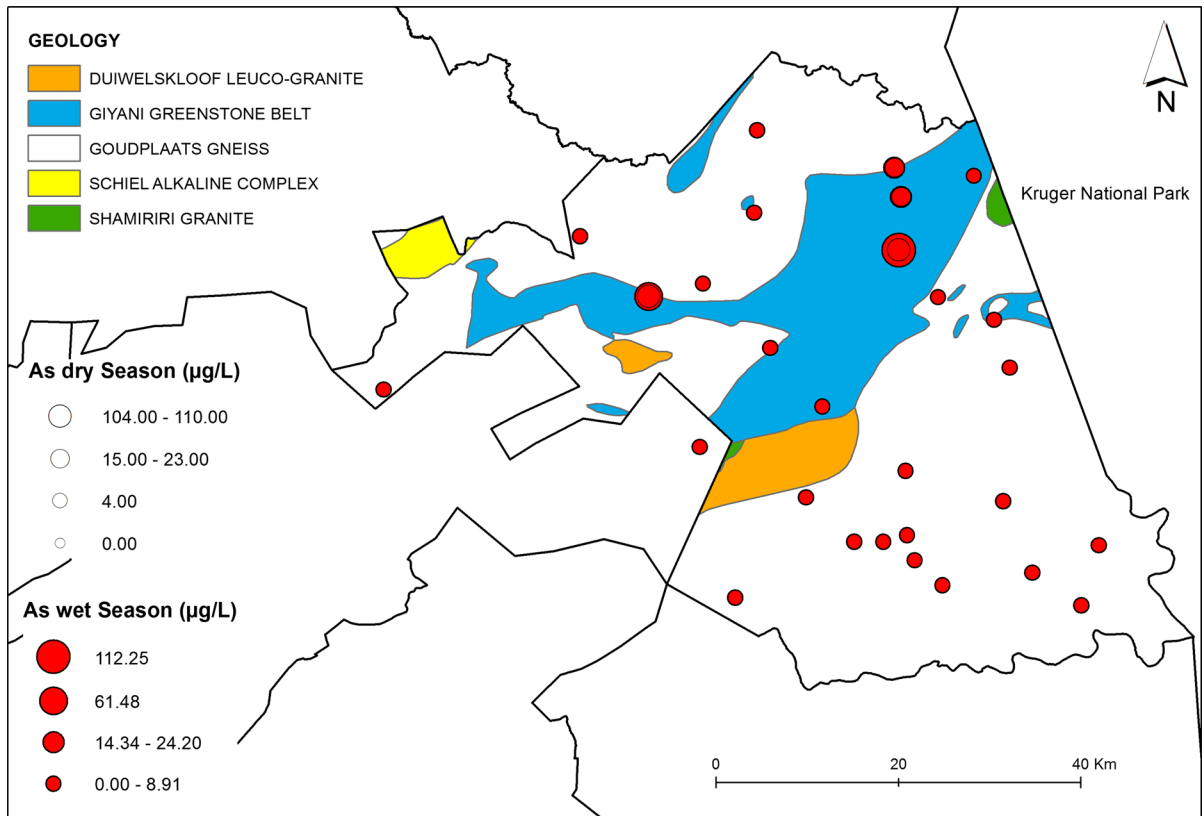 GEOLOGY
DUIWELSKLOOF LEUCO-GRANITE
GIYANI GREENSTONE BELT
GOUDPLAATS GNEISS
SCHIEL ALKALINE COMPLEX
SHAMIRIRI GRANITE
N
Kruger National Park
As dry Season (µg/L)
104.00 - 110.00
15.00 - 23.00
4.00
0.00
As wet Season (µg/L)
112.25
61.48
14.34 - 24.20
0.00 - 8.91
0 20 40 Km